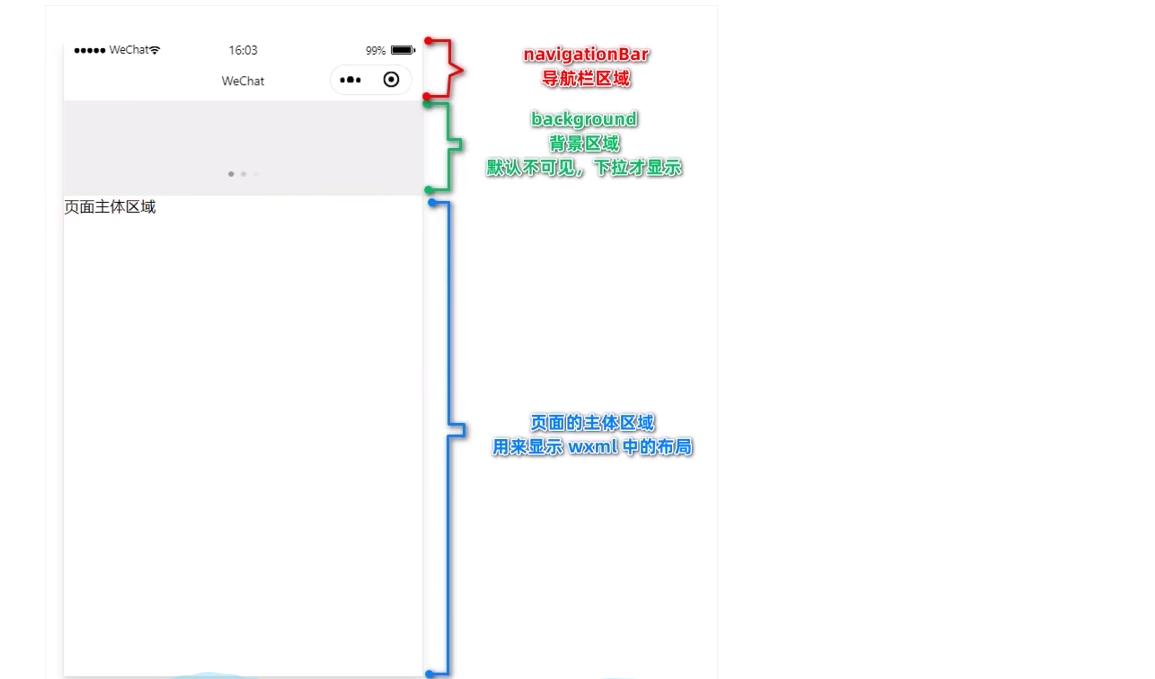 WeChat 16:03 99%
WeChat
navigationBar
导航栏区域
background
背景区域
默认不可见，下拉才显示
页面主体区域
页面的主体区域
用来显示 wxml 中的布局